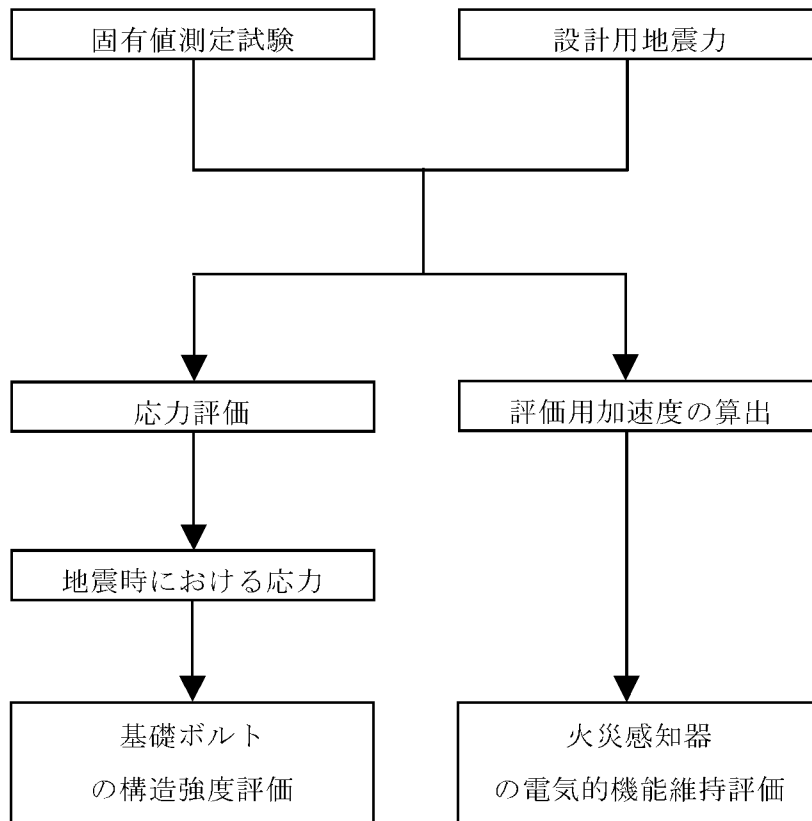 固有値測定試験
設計用地震力
応力評価
評価用加速度の算出
地震時における応力
基礎ボルト
の構造強度評価
火災感知器
の電気的機能維持評価